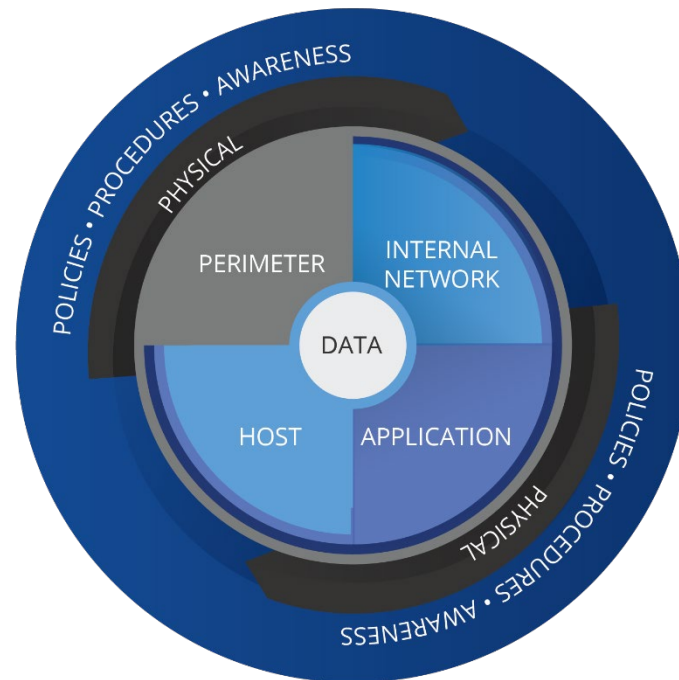 POLICIES • PROCEDURES • AWARENESS
PHYSICAL
PERIMETER
INTERNAL
NETWORK
DATA
HOST
APPLICATION
PHYSICAL
POLICIES • PROCEDURES • AWARENESS